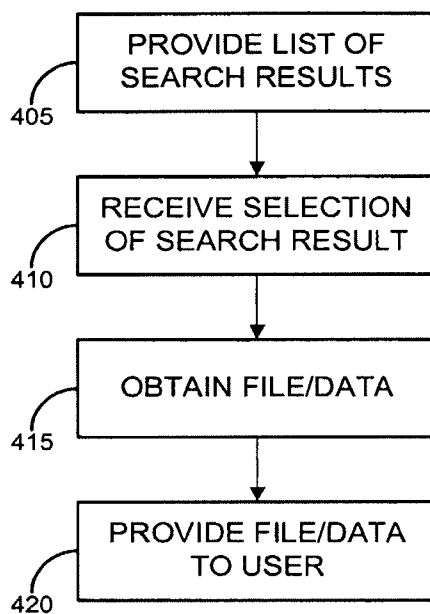 PROVIDE LIST OF
SEARCH RESULTS
405
RECEIVE SELECTION
OF SEARCH RESULT
410
OBTAIN FILE/DATA
415
PROVIDE FILE/DATA
TO USER
420